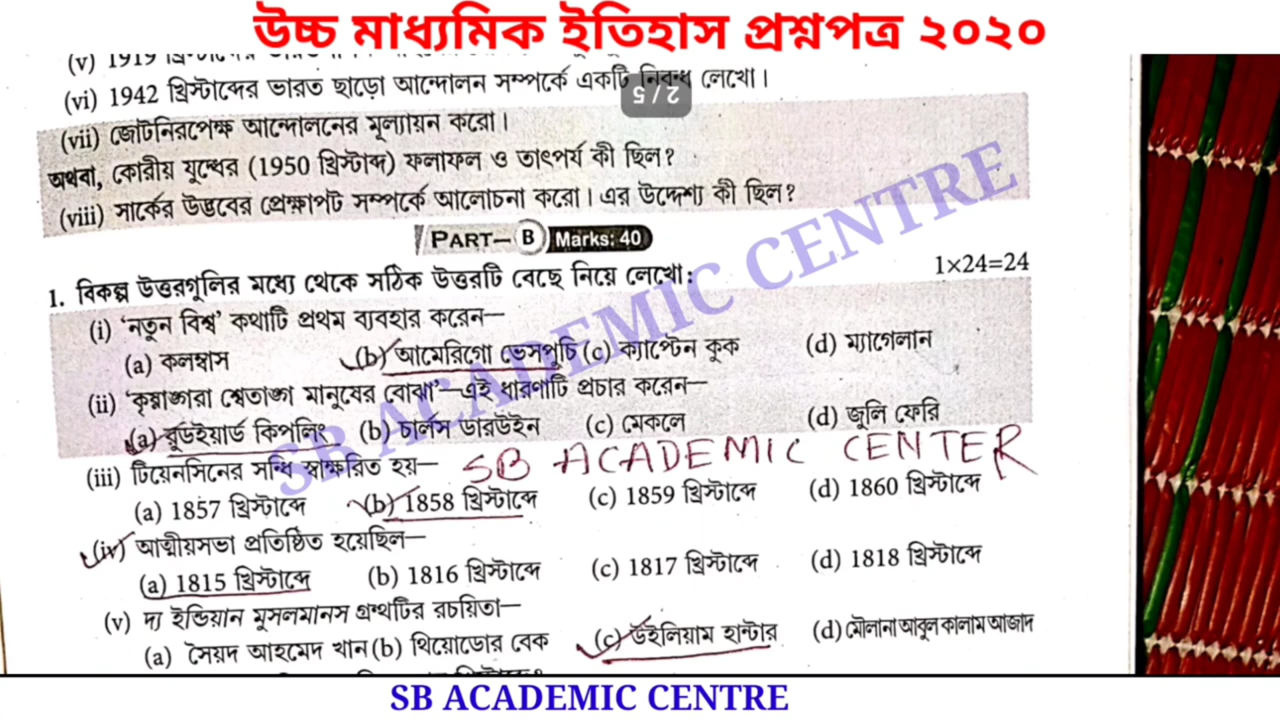 উচ্চ মাধ্যমিক ইতিহাস প্রশ্নপত্র ২০২০
(v) 1919
(vi) 1942 খ্রিস্টাব্দের ভারত ছাড়ো আন্দোলন সম্পর্কে একটি নিবন্ধ লেখো।
2/5
(vii) জোটনিরপেক্ষ আন্দোলনের মূল্যায়ন করো।
অথবা, কোরীয় যুদ্ধের (1950 খ্রিস্টাব্দ) ফলাফল ও তাৎপর্য কী ছিল?
(viii) সার্কের উদ্ভবের প্রেক্ষাপট সম্পর্কে আলোচনা করো। এর উদ্দেশ্য কী ছিল?
PART– B Marks: 40
1. বিকল্প উত্তরগুলির মধ্যে থেকে সঠিক উত্তরটি বেছে নিয়ে লেখো: 1×24=24
(i) ‘নতুন বিশ্ব’ কথাটি প্রথম ব্যবহার করেন—
(a) কলম্বাস (b) আমেরিগো ভেসপুচি (c) ক্যাপ্টেন কুক (d) ম্যাগেলান
(ii) ‘কৃষ্ণাঙ্গরা শ্বেতাঙ্গ মানুষের বোঝা’—এই ধারণাটি প্রচার করেন—
(a) রুডইয়ার্ড কিপলিং (b) চার্লস ডারউইন (c) মেকলে (d) জুলি ফেরি
SB ACADEMIC CENTRE
(iii) টিয়েনসিনের সন্ধি স্বাক্ষরিত হয়— SB ACADEMIC CENTER
(a) 1857 খ্রিস্টাব্দে (b) 1858 খ্রিস্টাব্দে (c) 1859 খ্রিস্টাব্দে (d) 1860 খ্রিস্টাব্দে
(iv) আত্মীয়সভা প্রতিষ্ঠিত হয়েছিল—
(a) 1815 খ্রিস্টাব্দে (b) 1816 খ্রিস্টাব্দে (c) 1817 খ্রিস্টাব্দে (d) 1818 খ্রিস্টাব্দে
(v) দ্য ইন্ডিয়ান মুসলমানস গ্রন্থটির রচয়িতা—
(a) সৈয়দ আহমেদ খান (b) থিয়োডোর বেক (c) উইলিয়াম হান্টার (d) মৌলানা আবুল কালাম আজাদ
SB ACADEMIC CENTRE